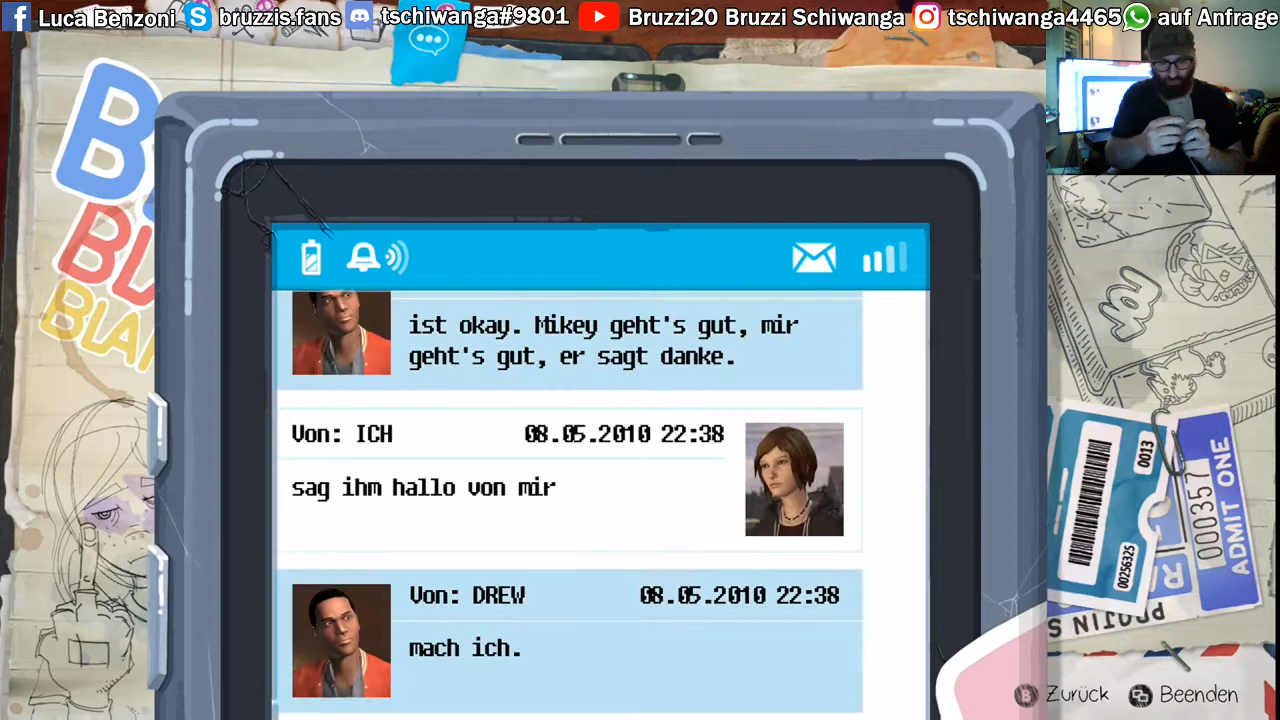 Luca Benzoni bruzzis.fans tschiwanga#9801 Bruzzi20 Bruzzi Schiwanga tschiwanga4465 auf Anfrage
ist okay. Mikey geht's gut, mir
geht's gut, er sagt danke.
Von: ICH 08.05.2010 22:38
sag ihm hallo von mir
Von: DREW 08.05.2010 22:38
mach ich.
0013
00256325
000357
ADMIT ONE
Zurück Beenden